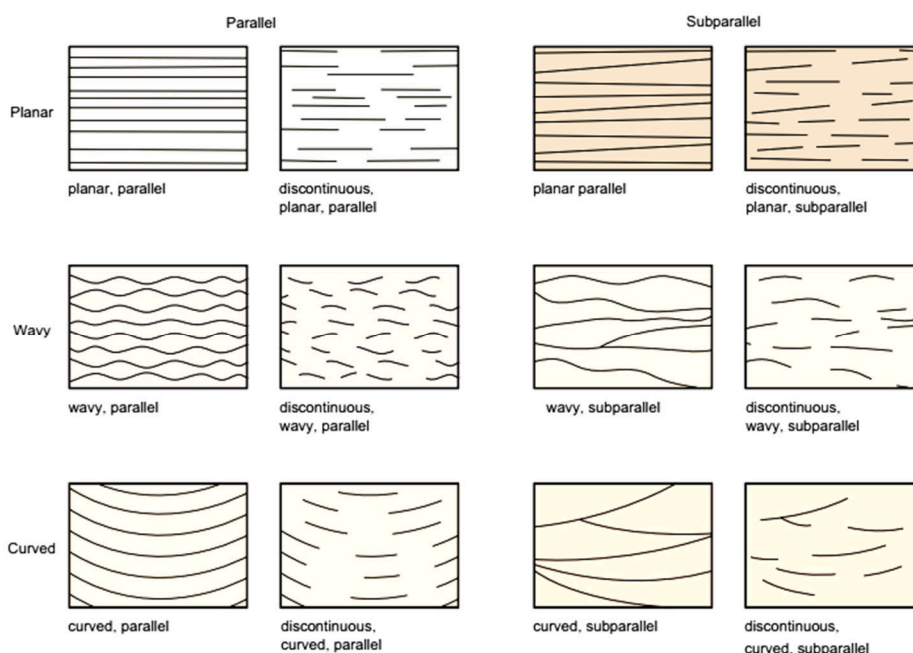 Parallel
Subparallel
Planar
planar, parallel
discontinuous,
planar, parallel
planar parallel
discontinuous,
planar, subparallel
Wavy
wavy, parallel
discontinuous,
wavy, parallel
wavy, subparallel
discontinuous,
wavy, subparallel
Curved
curved, parallel
discontinuous,
curved, parallel
curved, subparallel
discontinuous,
curved, subparallel